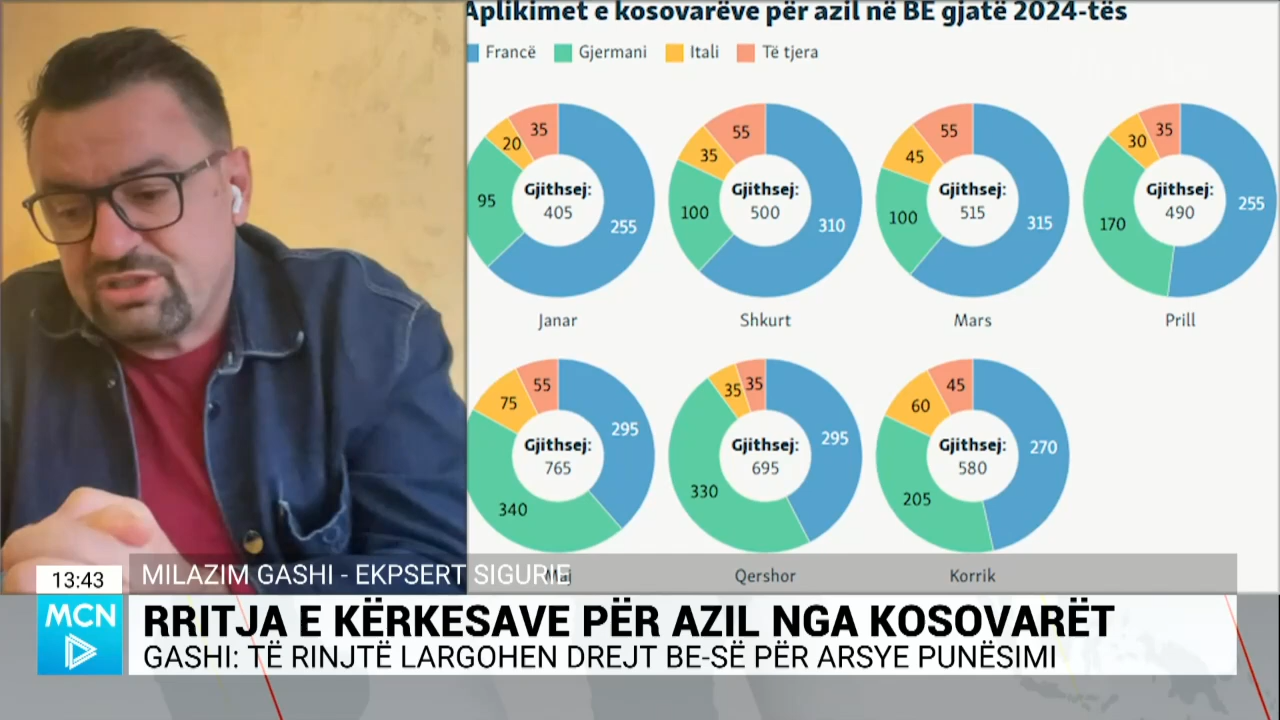 Aplikimet e kosovarëve për azil në BE gjatë 2024-tës
Francë Gjermani Itali Të tjera
35
20
95
255
Gjithsej:
405
Janar
55
35
100
310
Gjithsej:
500
Shkurt
55
45
100
315
Gjithsej:
515
Mars
35
30
170
255
Gjithsej:
490
Prill
55
75
295
340
Gjithsej:
765
Maj
35
35
295
330
Gjithsej:
695
Qershor
45
60
270
205
Gjithsej:
580
Korrik
13:43
MCN
MILAZIM GASHI - EKPSERT SIGURIE
RRITJA E KËRKESAVE PËR AZIL NGA KOSOVARËT
GASHI: TË RINJTË LARGOHEN DREJT BE-SË PËR ARSYE PUNËSIMI